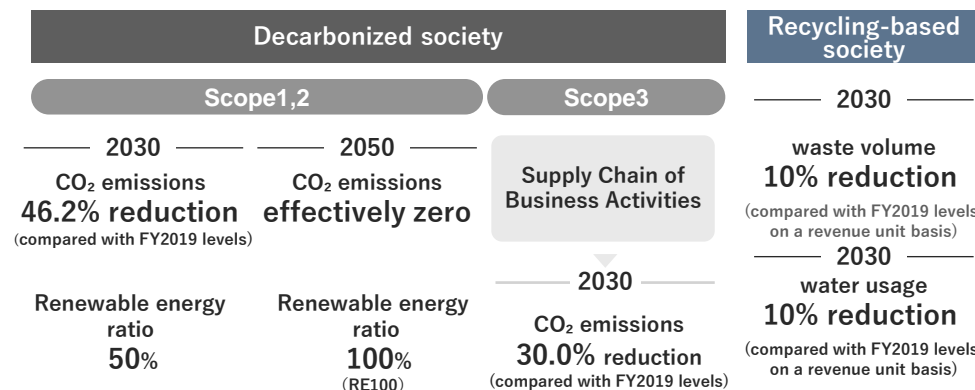 Decarbonized society
Scope1,2
2030
CO₂ emissions
46.2% reduction
(compared with FY2019 levels)
Renewable energy
ratio
50%
2050
CO₂ emissions
effectively zero
Renewable energy
ratio
100%
(RE100)
Scope3
Supply Chain of
Business Activities
2030
CO₂ emissions
30.0% reduction
(compared with FY2019 levels)
Recycling-based
society
2030
waste volume
10% reduction
(compared with FY2019 levels
on a revenue unit basis)
2030
water usage
10% reduction
(compared with FY2019 levels
on a revenue unit basis)